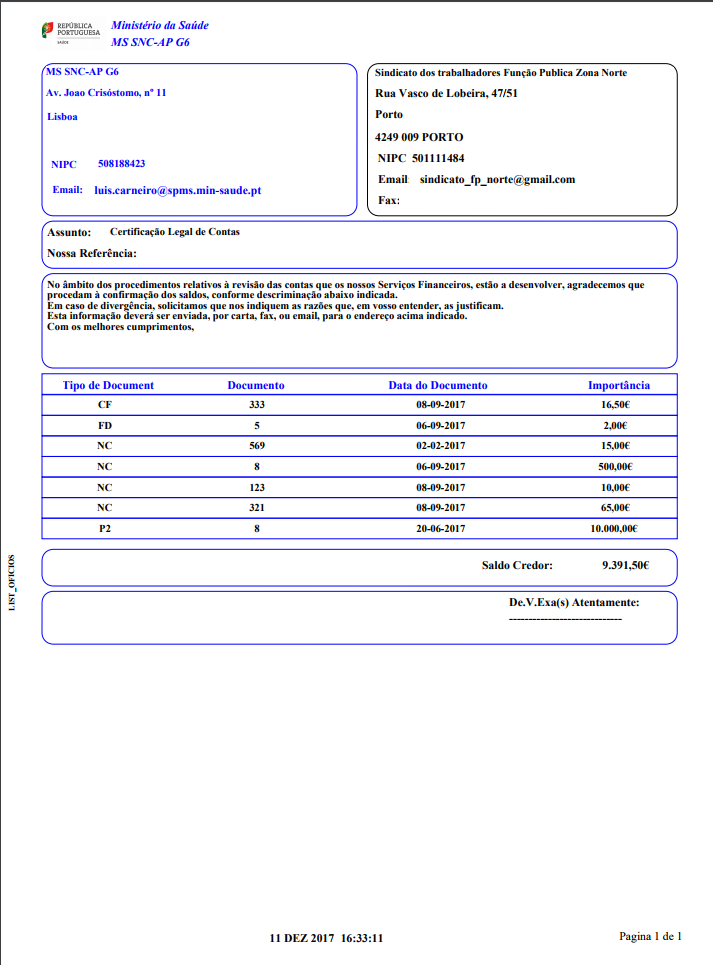 REPÚBLICA
PORTUGUESA
SAÚDE
Ministério da Saúde
MS SNC-AP G6
MS SNC-AP G6
Av. Joao Crisóstomo, nº 11
Lisboa
NIPC 508188423
Email: luis.carneiro@spms.min-saude.pt
Sindicato dos trabalhadores Função Publica Zona Norte
Rua Vasco de Lobeira, 47/51
Porto
4249 009 PORTO
NIPC 501111484
Email sindicato_fp_norte@gmail.com
Fax:
Assunto: Certificação Legal de Contas
Nossa Referência:
No âmbito dos procedimentos relativos à revisão das contas que os nossos Serviços Financeiros, estão a desenvolver, agradecemos que
procedam à confirmação dos saldos, conforme descriminação abaixo indicada.
Em caso de divergência, solicitamos que nos indiquem as razões que, em vosso entender, as justificam.
Esta informação deverá ser enviada, por carta, fax, ou email, para o endereço acima indicado.
Com os melhores cumprimentos,
Tipo de Document Documento Data do Documento Importância
CF 333 08-09-2017 16,50€
FD 5 06-09-2017 2,00€
NC 569 02-02-2017 15,00€
NC 8 06-09-2017 500,00€
NC 123 08-09-2017 10,00€
NC 321 08-09-2017 65,00€
P2 8 20-06-2017 10.000,00€
Saldo Credor: 9.391,50€
De.V.Exa(s) Atentamente:
-----------------------------
LIST_OFICIOS
11 DEZ 2017 16:33:11
Pagina 1 de 1